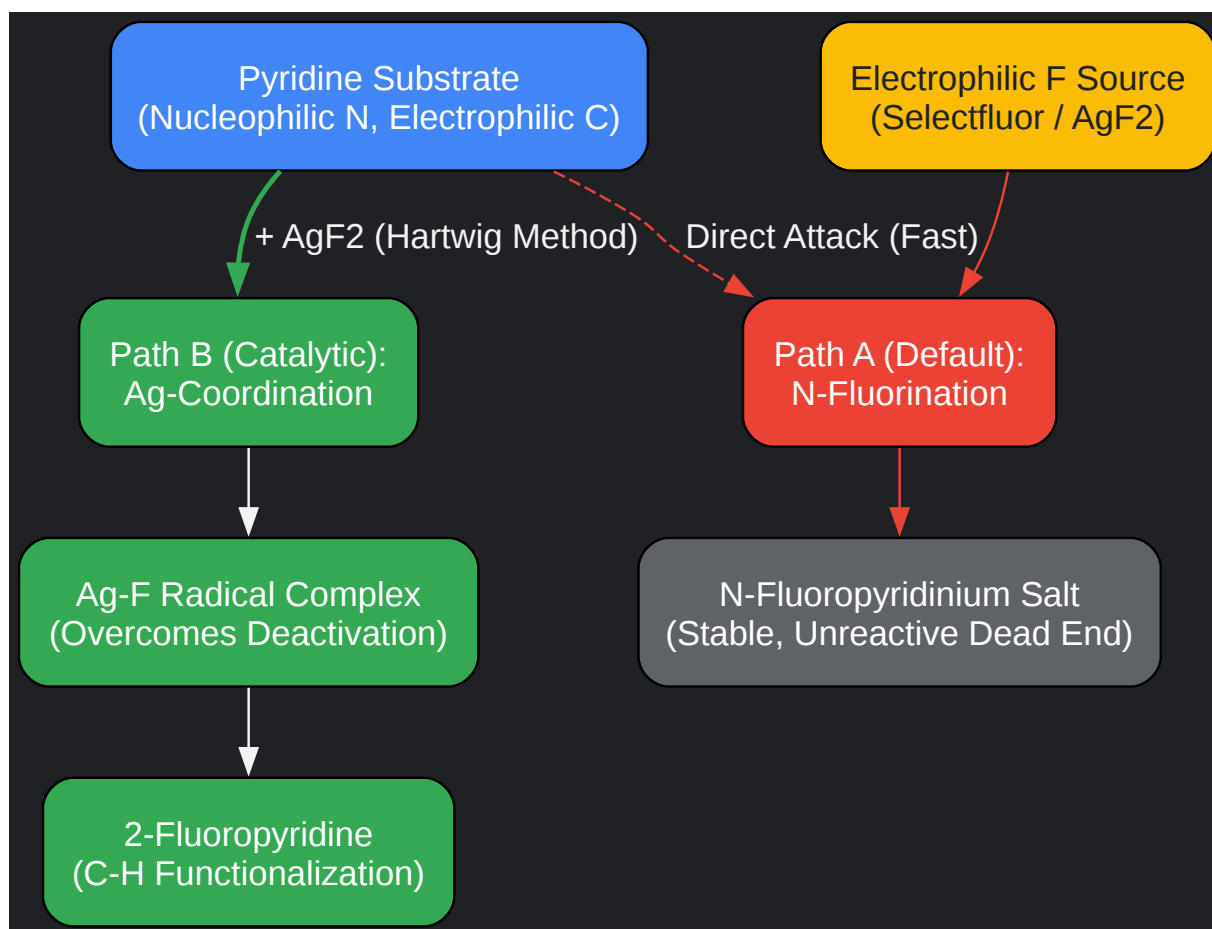 Pyridine Substrate
(Nucleophilic N, Electrophilic C)
Electrophilic F Source
(Selectfluor / AgF2)
+ AgF2 (Hartwig Method)
Direct Attack (Fast)
Path B (Catalytic):
Ag-Coordination
Path A (Default):
N-Fluorination
Ag-F Radical Complex
(Overcomes Deactivation)
N-Fluoropyridinium Salt
(Stable, Unreactive Dead End)
2-Fluoropyridine
(C-H Functionalization)